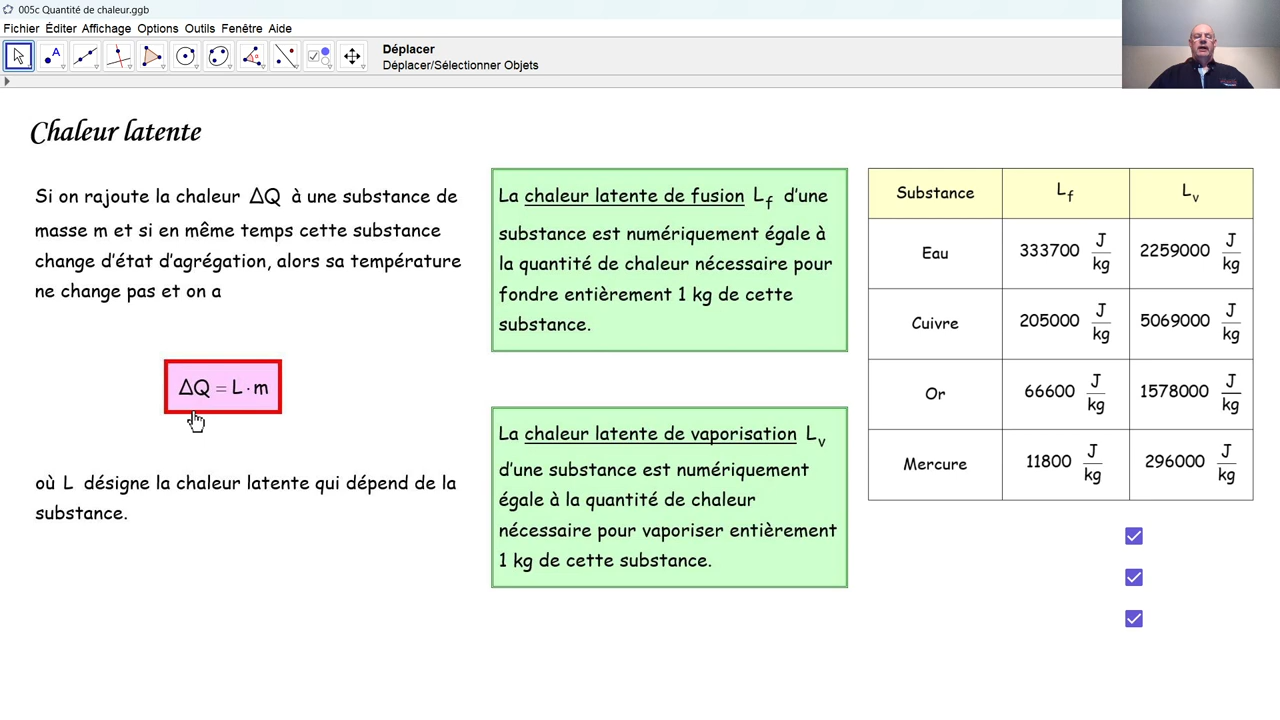 005c Quantité de chaleur.ggb
Fichier Éditer Affichage Options Outils Fenêtre Aide
Déplacer
Déplacer/Sélectionner Objets
Chaleur latente
Si on rajoute la chaleur ΔQ à une substance de
masse m et si en même temps cette substance
change d'état d'agrégation, alors sa température
ne change pas et on a
ΔQ = L · m
où L désigne la chaleur latente qui dépend de la
substance.
La chaleur latente de fusion L_f d'une
substance est numériquement égale à
la quantité de chaleur nécessaire pour
fondre entièrement 1 kg de cette
substance.
La chaleur latente de vaporisation L_v
d'une substance est numériquement
égale à la quantité de chaleur
nécessaire pour vaporiser entièrement
1 kg de cette substance.
Substance L_f L_v
Eau 333700 J/kg 2259000 J/kg
Cuivre 205000 J/kg 5069000 J/kg
Or 66600 J/kg 1578000 J/kg
Mercure 11800 J/kg 296000 J/kg